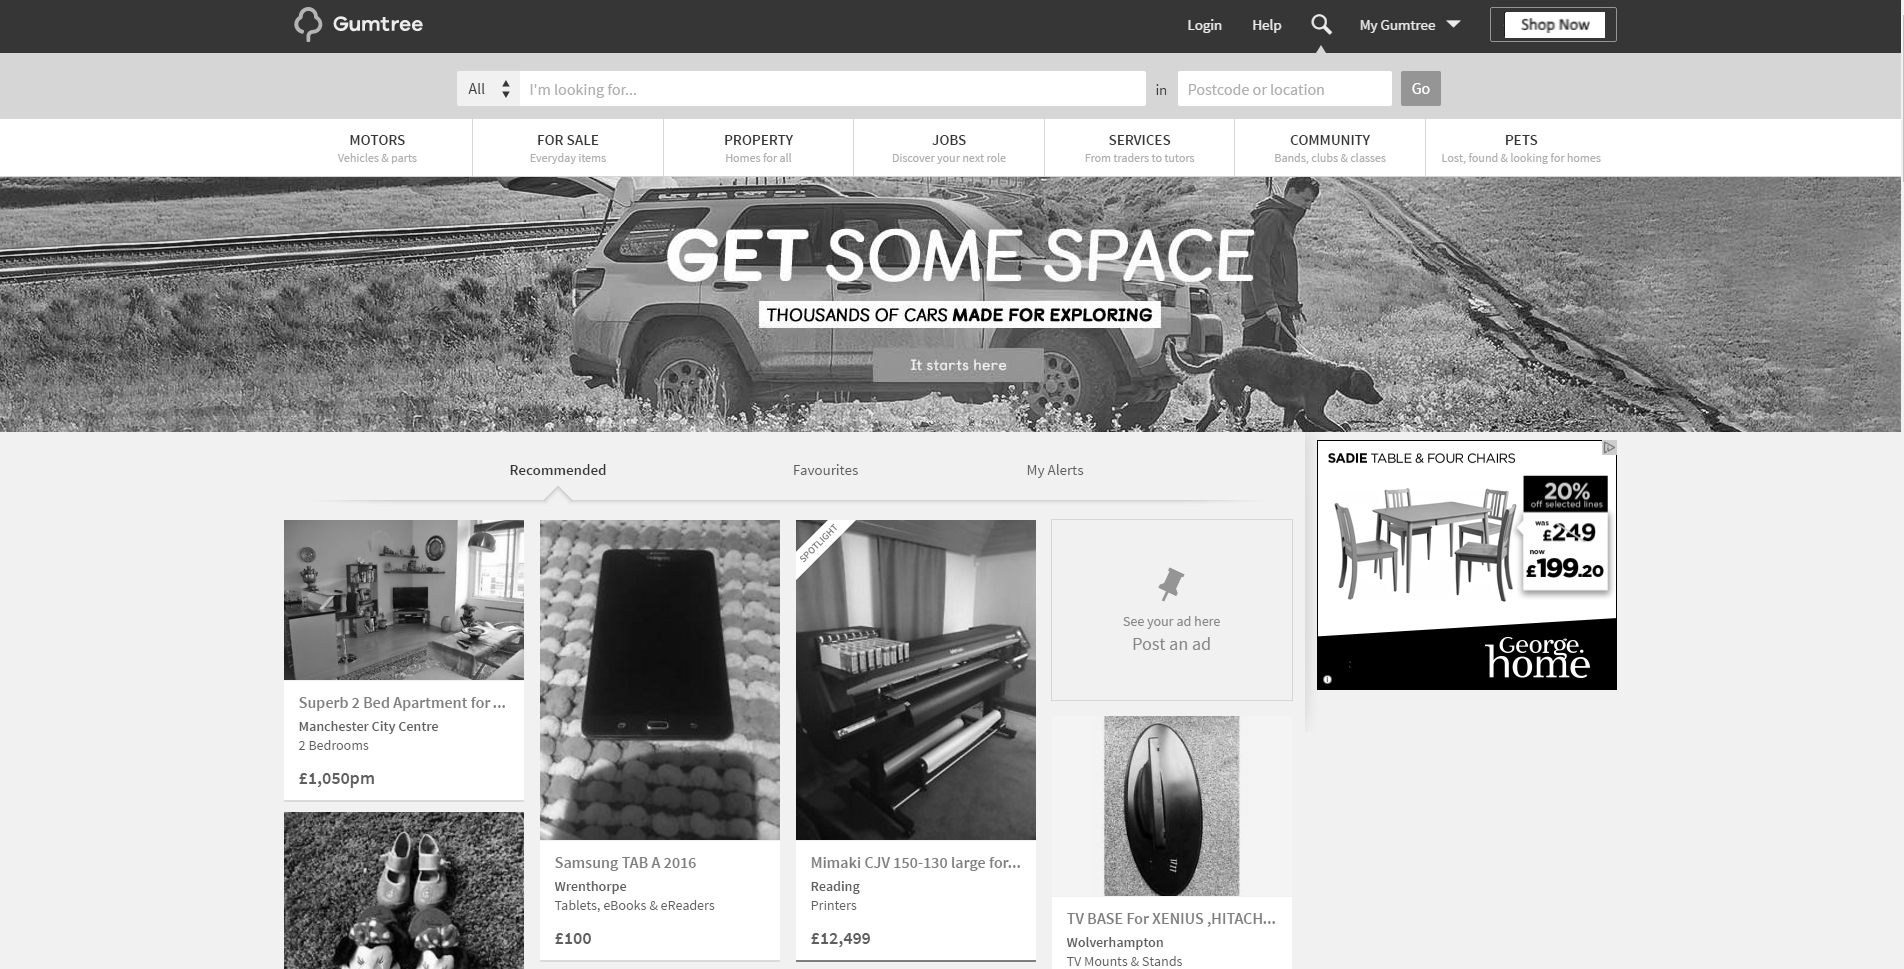 Gumtree
Login
Help
My Gumtree
Shop Now
All
I'm looking for...
in
Postcode or location
Go
MOTORS
Vehicles & parts
FOR SALE
Everyday items
PROPERTY
Homes for all
JOBS
Discover your next role
SERVICES
From traders to tutors
COMMUNITY
Bands, clubs & classes
PETS
Lost, found & looking for homes
GET SOME SPACE
THOUSANDS OF CARS MADE FOR EXPLORING
It starts here
Recommended
Favourites
My Alerts
SADIE TABLE & FOUR CHAIRS
20%
off selected lines
was
£249
now
£199.20
George.
home
Superb 2 Bed Apartment for ...
Manchester City Centre
2 Bedrooms
£1,050pm
Samsung TAB A 2016
Wrenthorpe
Tablets, eBooks & eReaders
£100
SPOTLIGHT
Mimaki CJV 150-130 large for...
Reading
Printers
£12,499
See your ad here
Post an ad
TV BASE For XENIUS ,HITACH...
Wolverhampton
TV Mounts & Stands